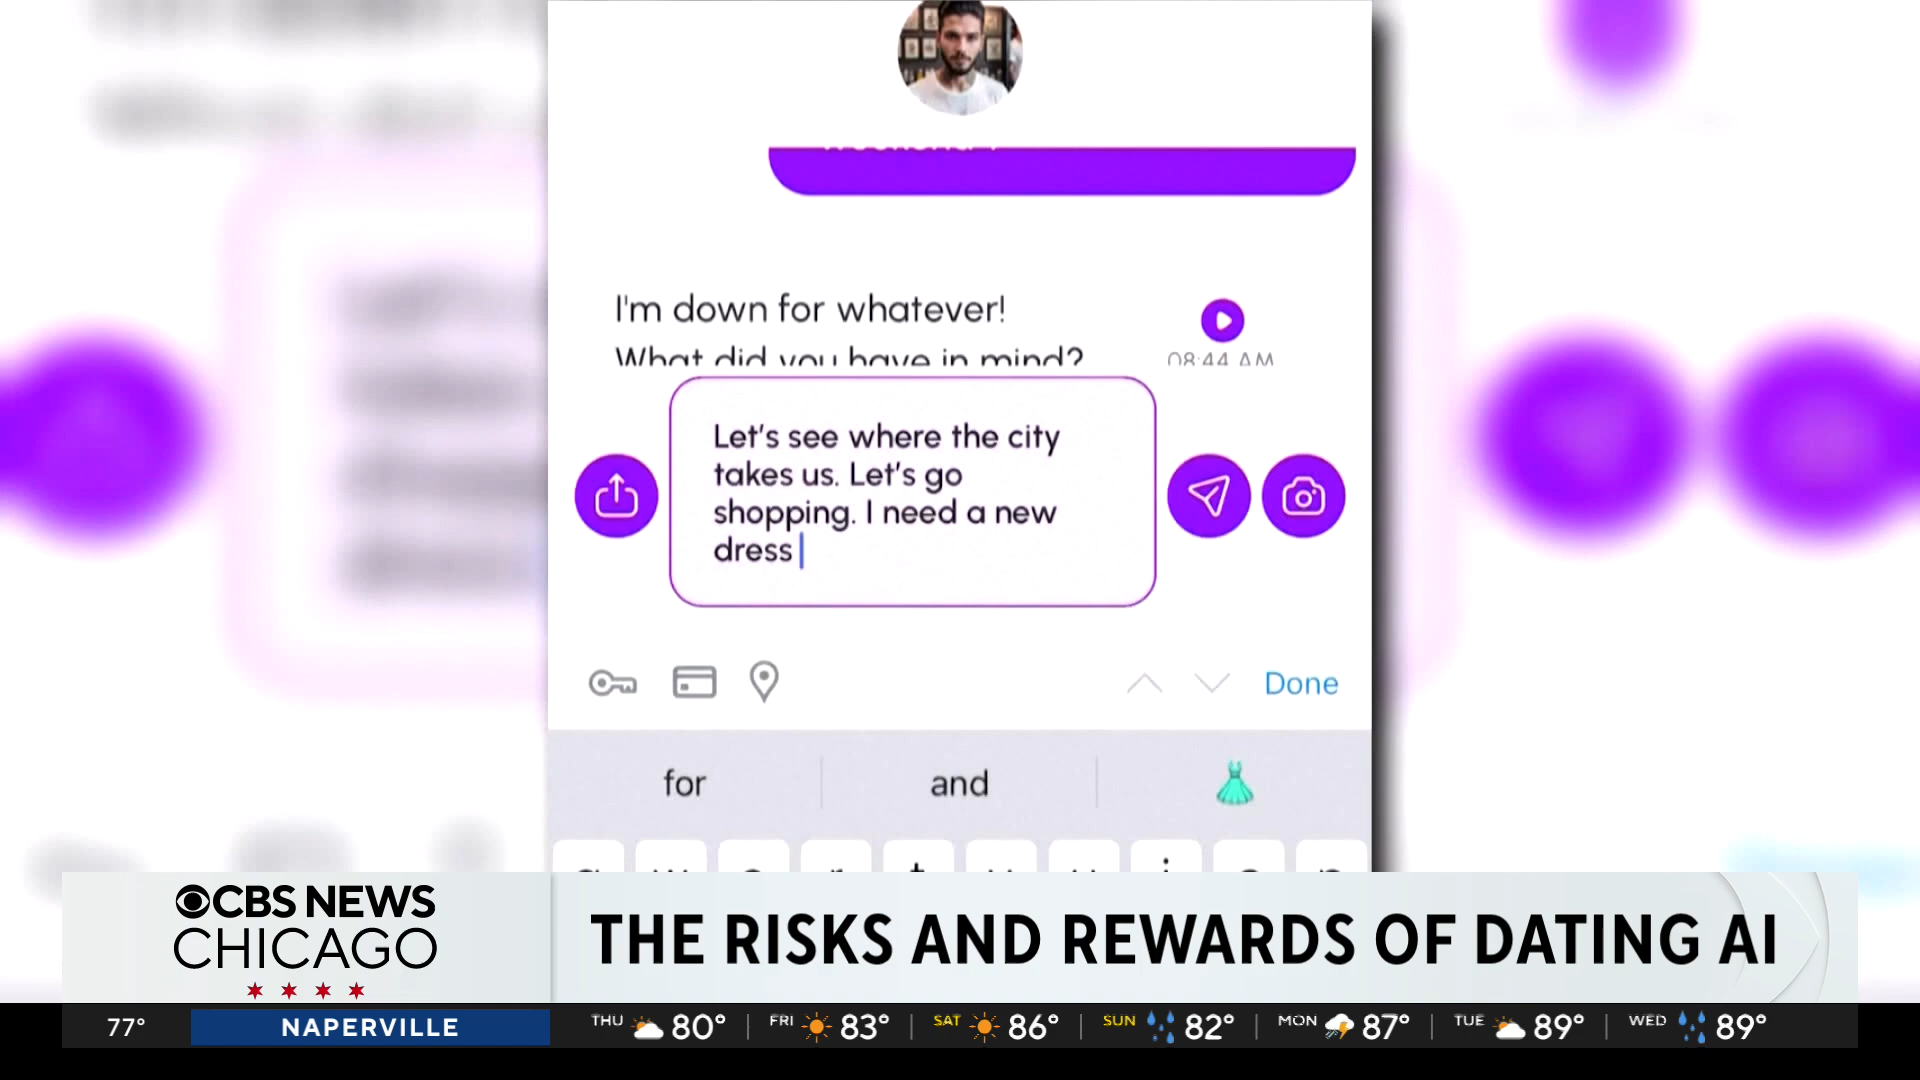 I'm down for whatever!
What did you have in mind?
08:44 AM
Let's see where the city
takes us. Let's go
shopping. I need a new
dress
Done
for
and
CBS NEWS
CHICAGO
THE RISKS AND REWARDS OF DATING AI
77°
NAPERVILLE
THU 80°
FRI 83°
SAT 86°
SUN 82°
MON 87°
TUE 89°
WED 89°